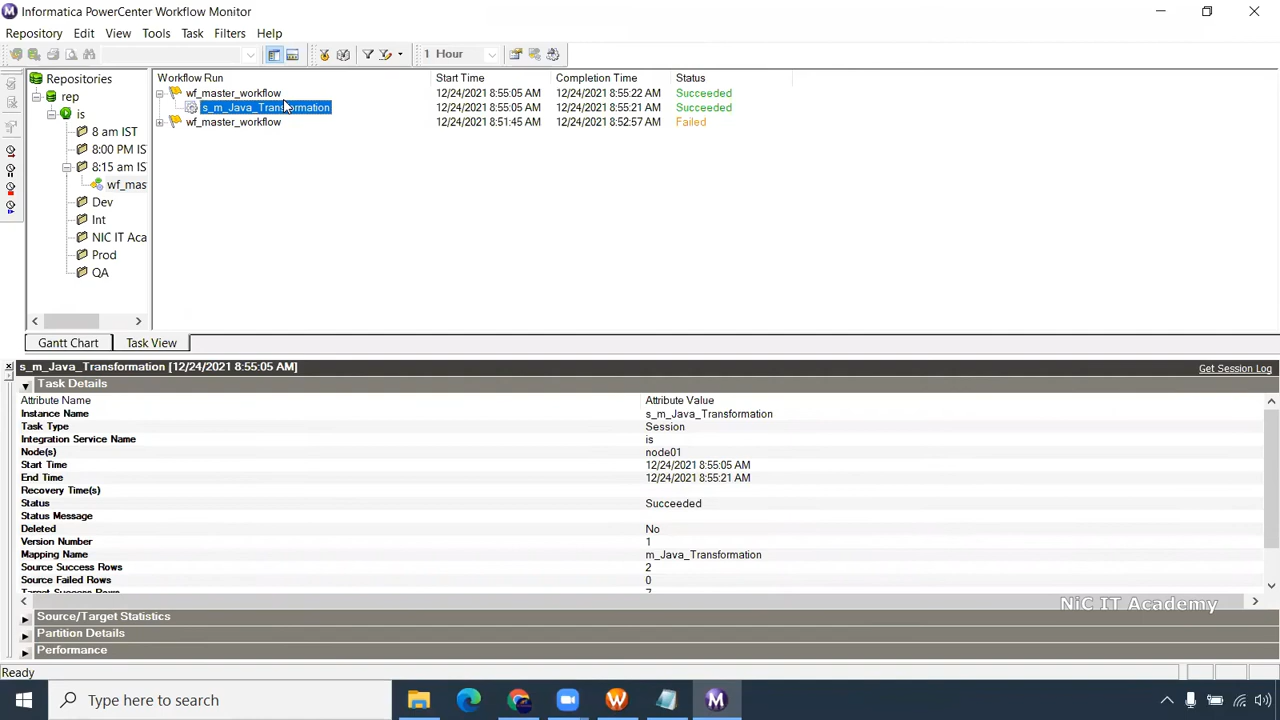 Informatica PowerCenter Workflow Monitor
Repository Edit View Tools Task Filters Help
1 Hour
Repositories
rep
is
8 am IST
8:00 PM IS
8:15 am IS
wf_mas
Dev
Int
NIC IT Aca
Prod
QA
Workflow Run Start Time Completion Time Status
wf_master_workflow 12/24/2021 8:55:05 AM 12/24/2021 8:55:22 AM Succeeded
s_m_Java_Transformation 12/24/2021 8:55:05 AM 12/24/2021 8:55:21 AM Succeeded
wf_master_workflow 12/24/2021 8:51:45 AM 12/24/2021 8:52:57 AM Failed
Gantt Chart Task View
s_m_Java_Transformation [12/24/2021 8:55:05 AM] Get Session Log
Task Details
Attribute Name Attribute Value
Instance Name s_m_Java_Transformation
Task Type Session
Integration Service Name is
Node(s) node01
Start Time 12/24/2021 8:55:05 AM
End Time 12/24/2021 8:55:21 AM
Recovery Time(s)
Status Succeeded
Status Message
Deleted No
Version Number 1
Mapping Name m_Java_Transformation
Source Success Rows 2
Source Failed Rows 0
Target Success Rows 7
NiC IT Academy
Source/Target Statistics
Partition Details
Performance
Ready
Type here to search